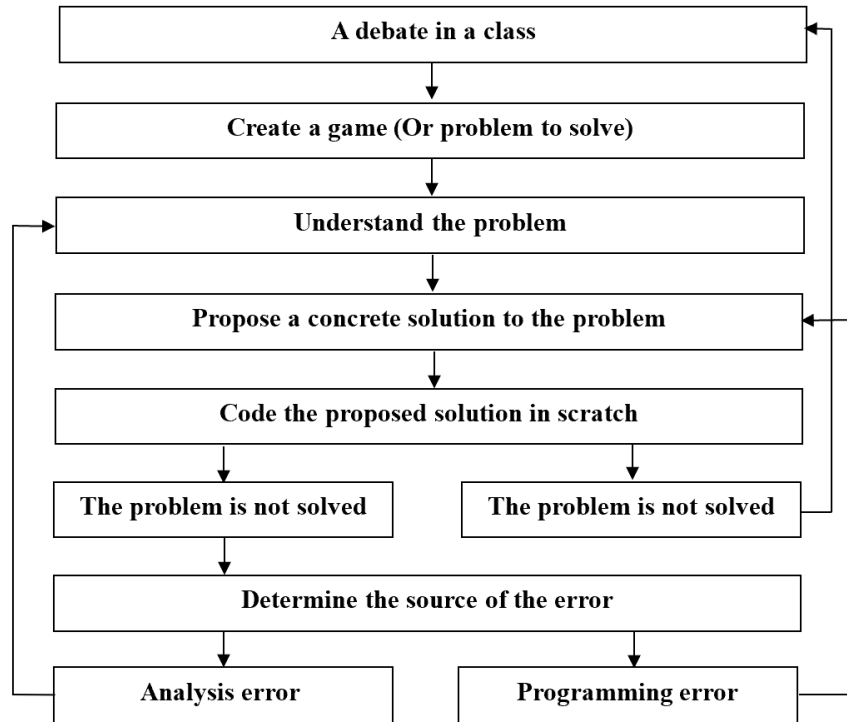 A debate in a class
Create a game (Or problem to solve)
Understand the problem
Propose a concrete solution to the problem
Code the proposed solution in scratch
The problem is not solved
The problem is not solved
Determine the source of the error
Analysis error
Programming error